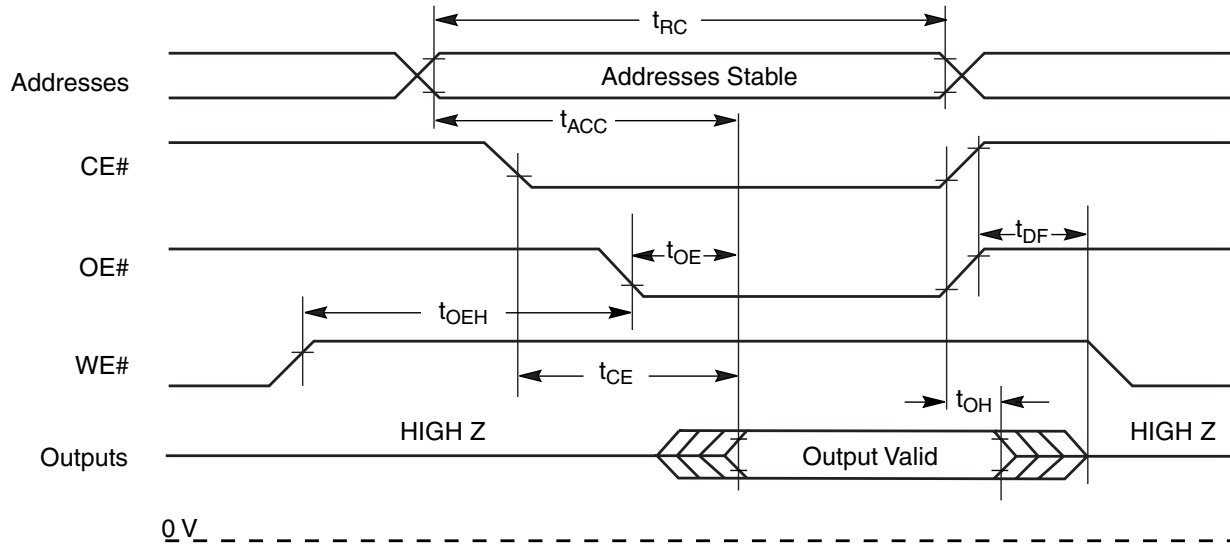 tRC
Addresses
Addresses Stable
tACC
CE#
OE#
tOE
tDF
tOEH
WE#
tCE
tOH
HIGH Z
HIGH Z
Outputs
Output Valid
0 V